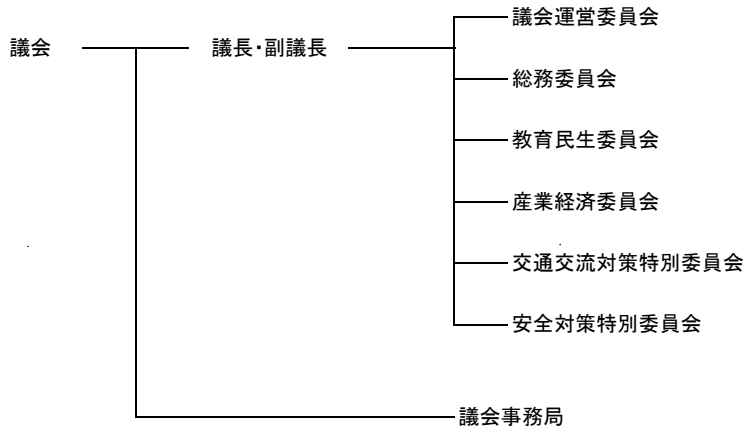 議会運営委員会
議会 議長・副議長
総務委員会
教育民生委員会
産業経済委員会
交通交流対策特別委員会
安全対策特別委員会
議会事務局